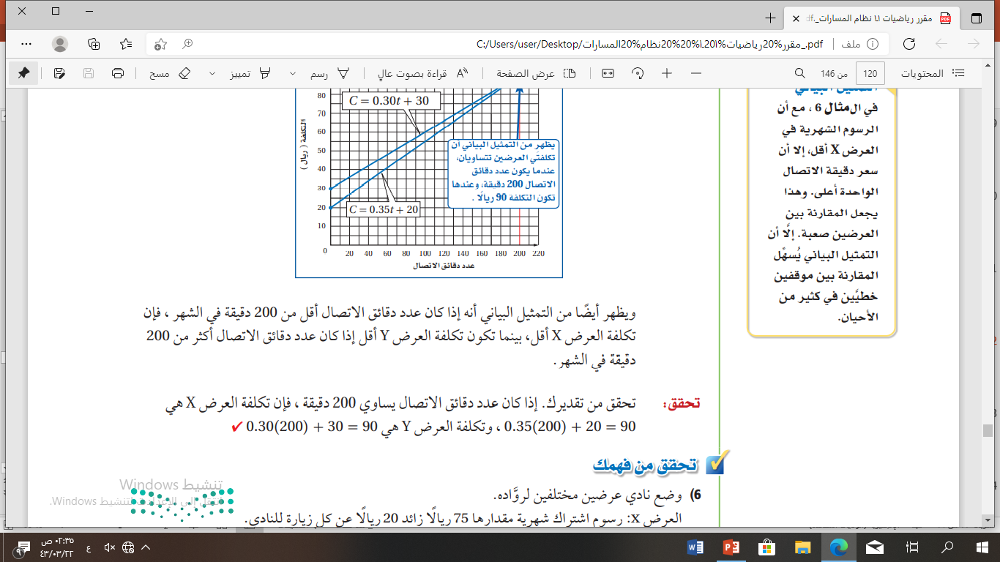 مقرر رياضيات ١.١ نظام المسارات_.pdf
ملف
C:/Users/user/Desktop/مقرر%20رياضيات%20١.١%20%20نظام%20المسارات_.pdf
المحتويات
120
من 146
عرض الصفحة
قراءة بصوت عالٍ
رسم
تمييز
مسح
التمثيل البياني
في المثال 6 ، مع أن
الرسوم الشهرية في
العرض X أقل، إلا أن
سعر دقيقة الاتصال
الواحدة أعلى. وهذا
يجعل المقارنة بين
العرضين صعبة. إلَّا أن
التمثيل البياني يُسهِّل
المقارنة بين موقفين
خطيَّين في كثير من
الأحيان.
التكلفة ( ريال )
80
70
60
50
40
30
20
10
0
C = 0.30t + 30
C = 0.35t + 20
يظهر من التمثيل البياني أن
تكلفتَي العرضين تتساويان،
عندما يكون عدد دقائق
الاتصال 200 دقيقة، وعندها
تكون التكلفة 90 ريالًا .
20 40 60 80 100 120 140 160 180 200 220
عدد دقائق الاتصال
ويظهر أيضًا من التمثيل البياني أنه إذا كان عدد دقائق الاتصال أقل من 200 دقيقة في الشهر ، فإن
تكلفة العرض X أقل، بينما تكون تكلفة العرض Y أقل إذا كان عدد دقائق الاتصال أكثر من 200
دقيقة في الشهر.
تحقق: تحقق من تقديرك. إذا كان عدد دقائق الاتصال يساوي 200 دقيقة ، فإن تكلفة العرض X هي
0.35(200) + 20 = 90 ، وتكلفة العرض Y هي 0.30(200) + 30 = 90 ✔
تحقق من فهمك
6) وضع نادي عرضين مختلفين لروَّاده.
العرض x: رسوم اشتراك شهرية مقدارها 75 ريالًا زائد 20 ريالًا عن كل زيارة للنادي.
تنشيط Windows
انتقل إلى الإعدادات لتنشيط Windows.
ع
٠٢:٣٥ ص
٤٣/٠٣/٢٢
٩